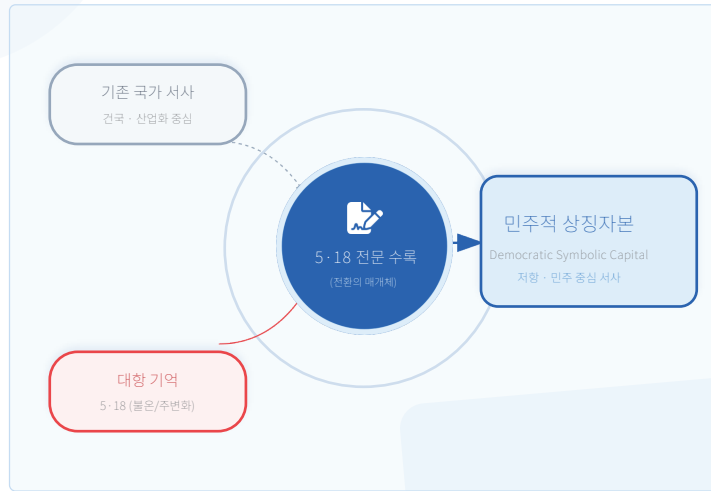 기존 국가 서사
건국 · 산업화 중심
5·18 전문 수록
(전환의 매개체)
민주적 상징자본
Democratic Symbolic Capital
저항 · 민주 중심 서사
대항 기억
5·18 (불온/주변화)